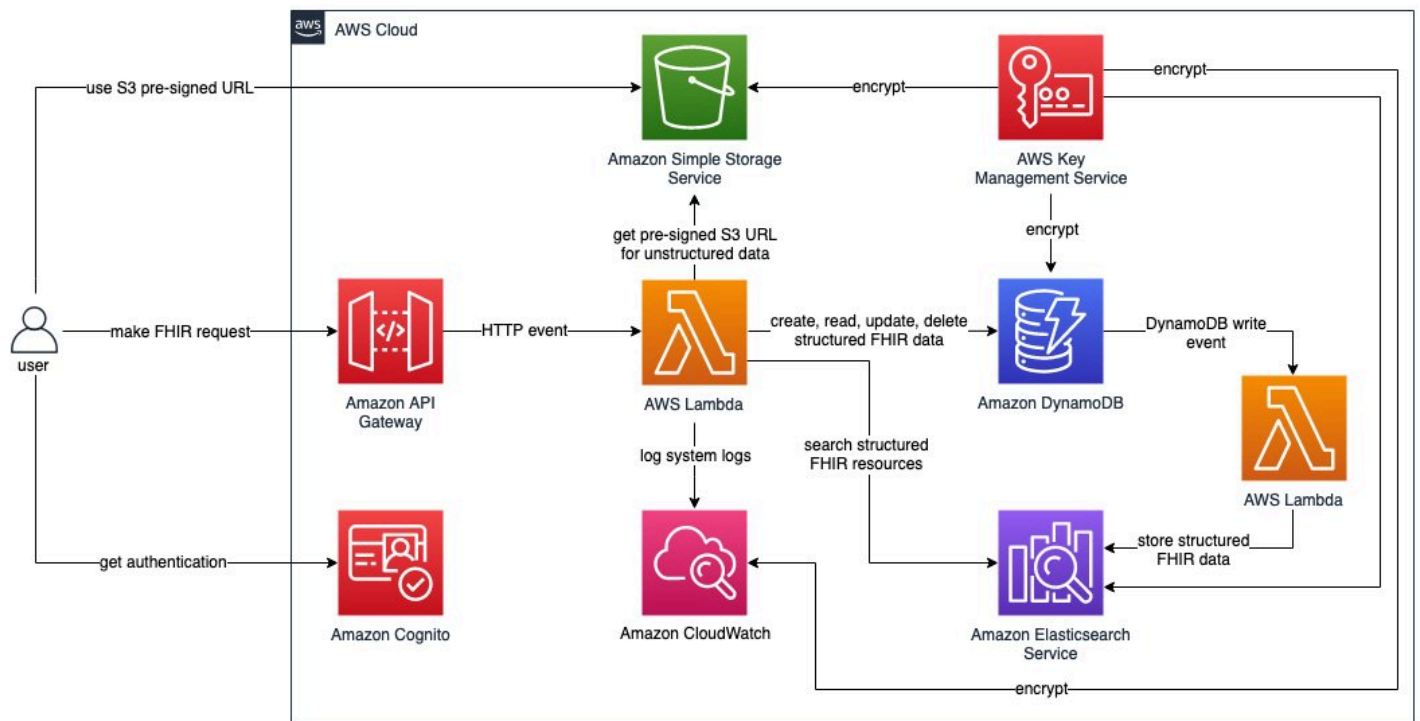 aws
AWS Cloud
use S3 pre-signed URL
encrypt
encrypt
Amazon Simple Storage
Service
AWS Key
Management Service
get pre-signed S3 URL
for unstructured data
encrypt
user
make FHIR request
</>
HTTP event
create, read, update, delete
structured FHIR data
DynamoDB write
event
Amazon API
Gateway
AWS Lambda
Amazon DynamoDB
log system logs
search structured
FHIR resources
AWS Lambda
get authentication
store structured
FHIR data
Amazon Cognito
Amazon CloudWatch
Amazon Elasticsearch
Service
encrypt